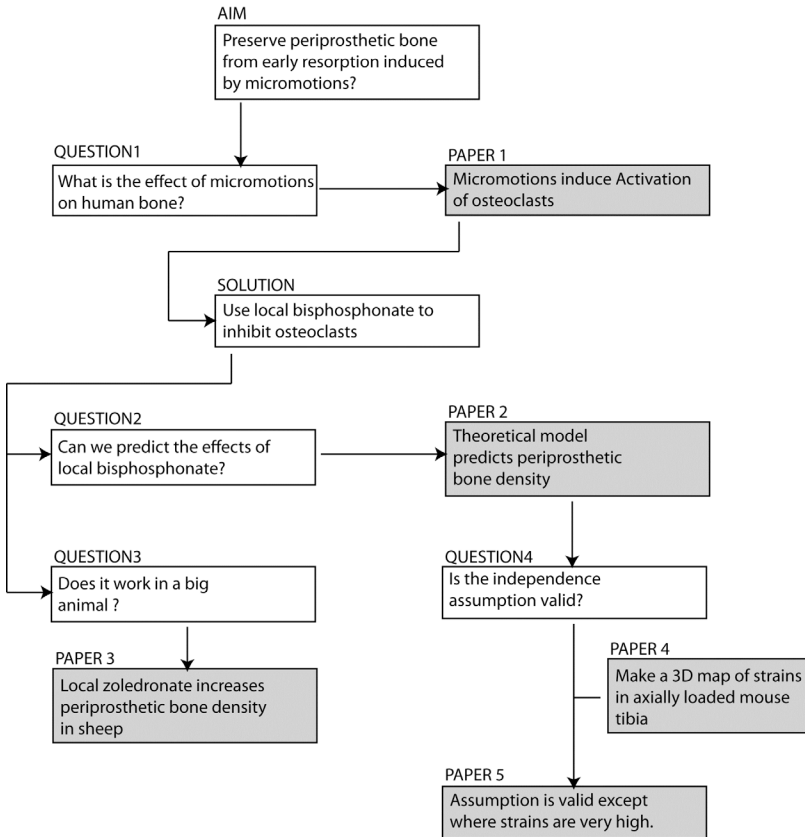 AIM
Preserve periprosthetic bone
from early resorption induced
by micromotions?
QUESTION1
What is the effect of micromotions
on human bone?
PAPER 1
Micromotions induce Activation
of osteoclasts
SOLUTION
Use local bisphosphonate to
inhibit osteoclasts
QUESTION2
Can we predict the effects of
local bisphosphonate?
PAPER 2
Theoretical model
predicts periprosthetic
bone density
QUESTION3
Does it work in a big
animal ?
QUESTION4
Is the independence
assumption valid?
PAPER 3
Local zoledronate increases
periprosthetic bone density
in sheep
PAPER 4
Make a 3D map of strains
in axially loaded mouse
tibia
PAPER 5
Assumption is valid except
where strains are very high.